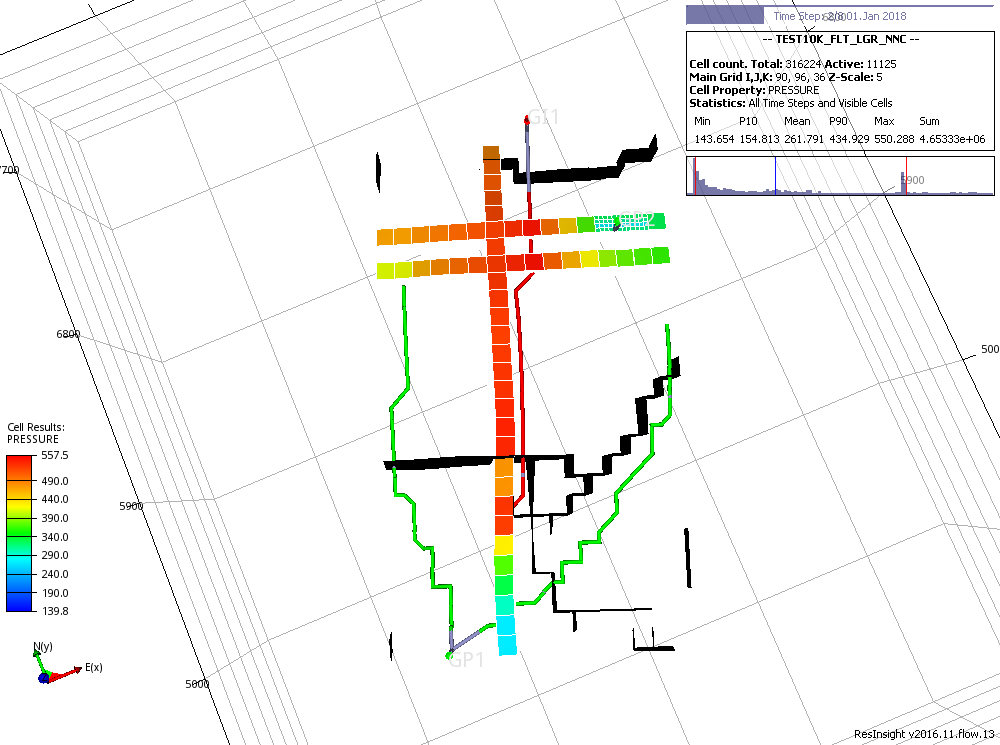 Time Step: 2/8 01.Jan 2018
-- TEST10K_FLT_LGR_NNC --
Cell count. Total: 316224 Active: 11125
Main Grid I,J,K: 90, 96, 36 Z-Scale: 5
Cell Property: PRESSURE
Statistics: All Time Steps and Visible Cells
Min P10 Mean P90 Max Sum
143.654 154.813 261.791 434.929 550.288 4.65333e+06
5900
GI1
7700
6800
500
5900
5000
Cell Results:
PRESSURE
557.5
490.0
440.0
390.0
340.0
290.0
240.0
190.0
139.8
GP1
N(y)
E(x)
ResInsight v2016.11.flow.13